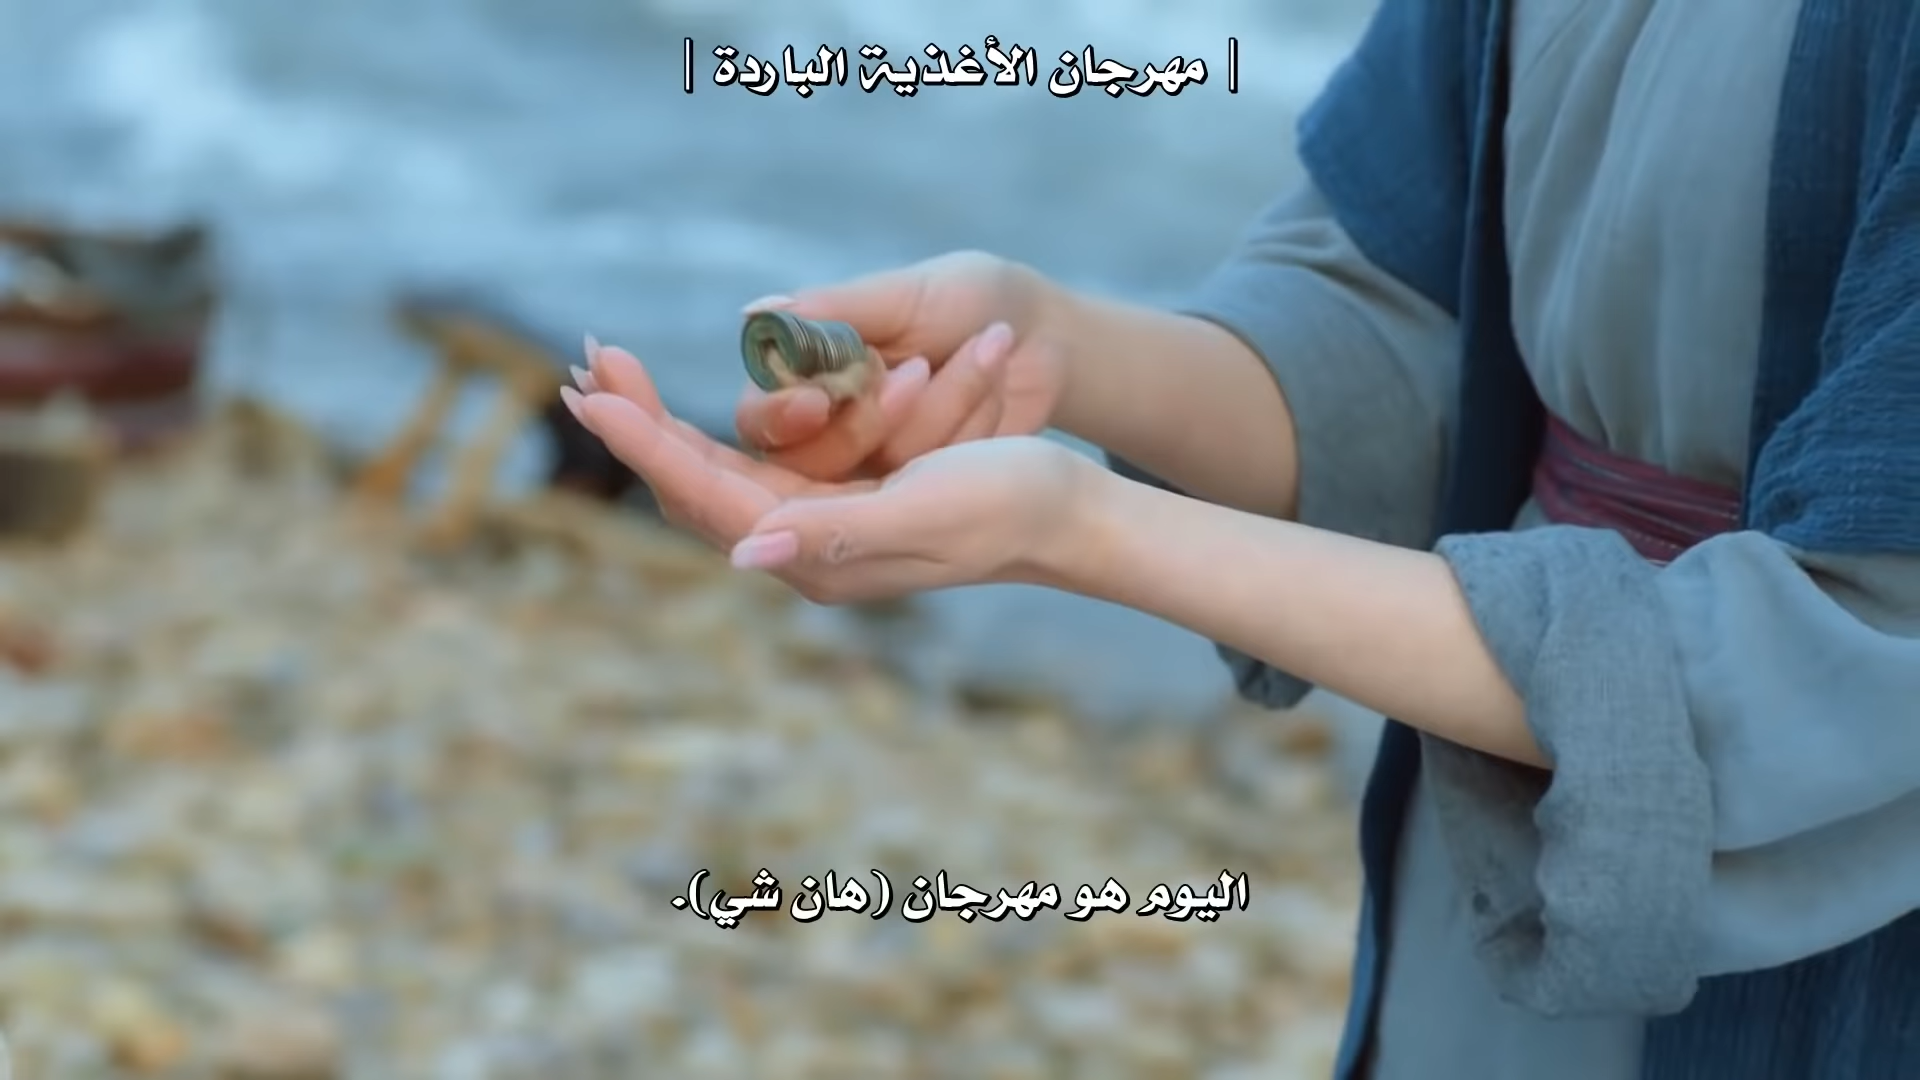 | مهرجان الأغذية الباردة |
اليوم هو مهرجان (هان شي).